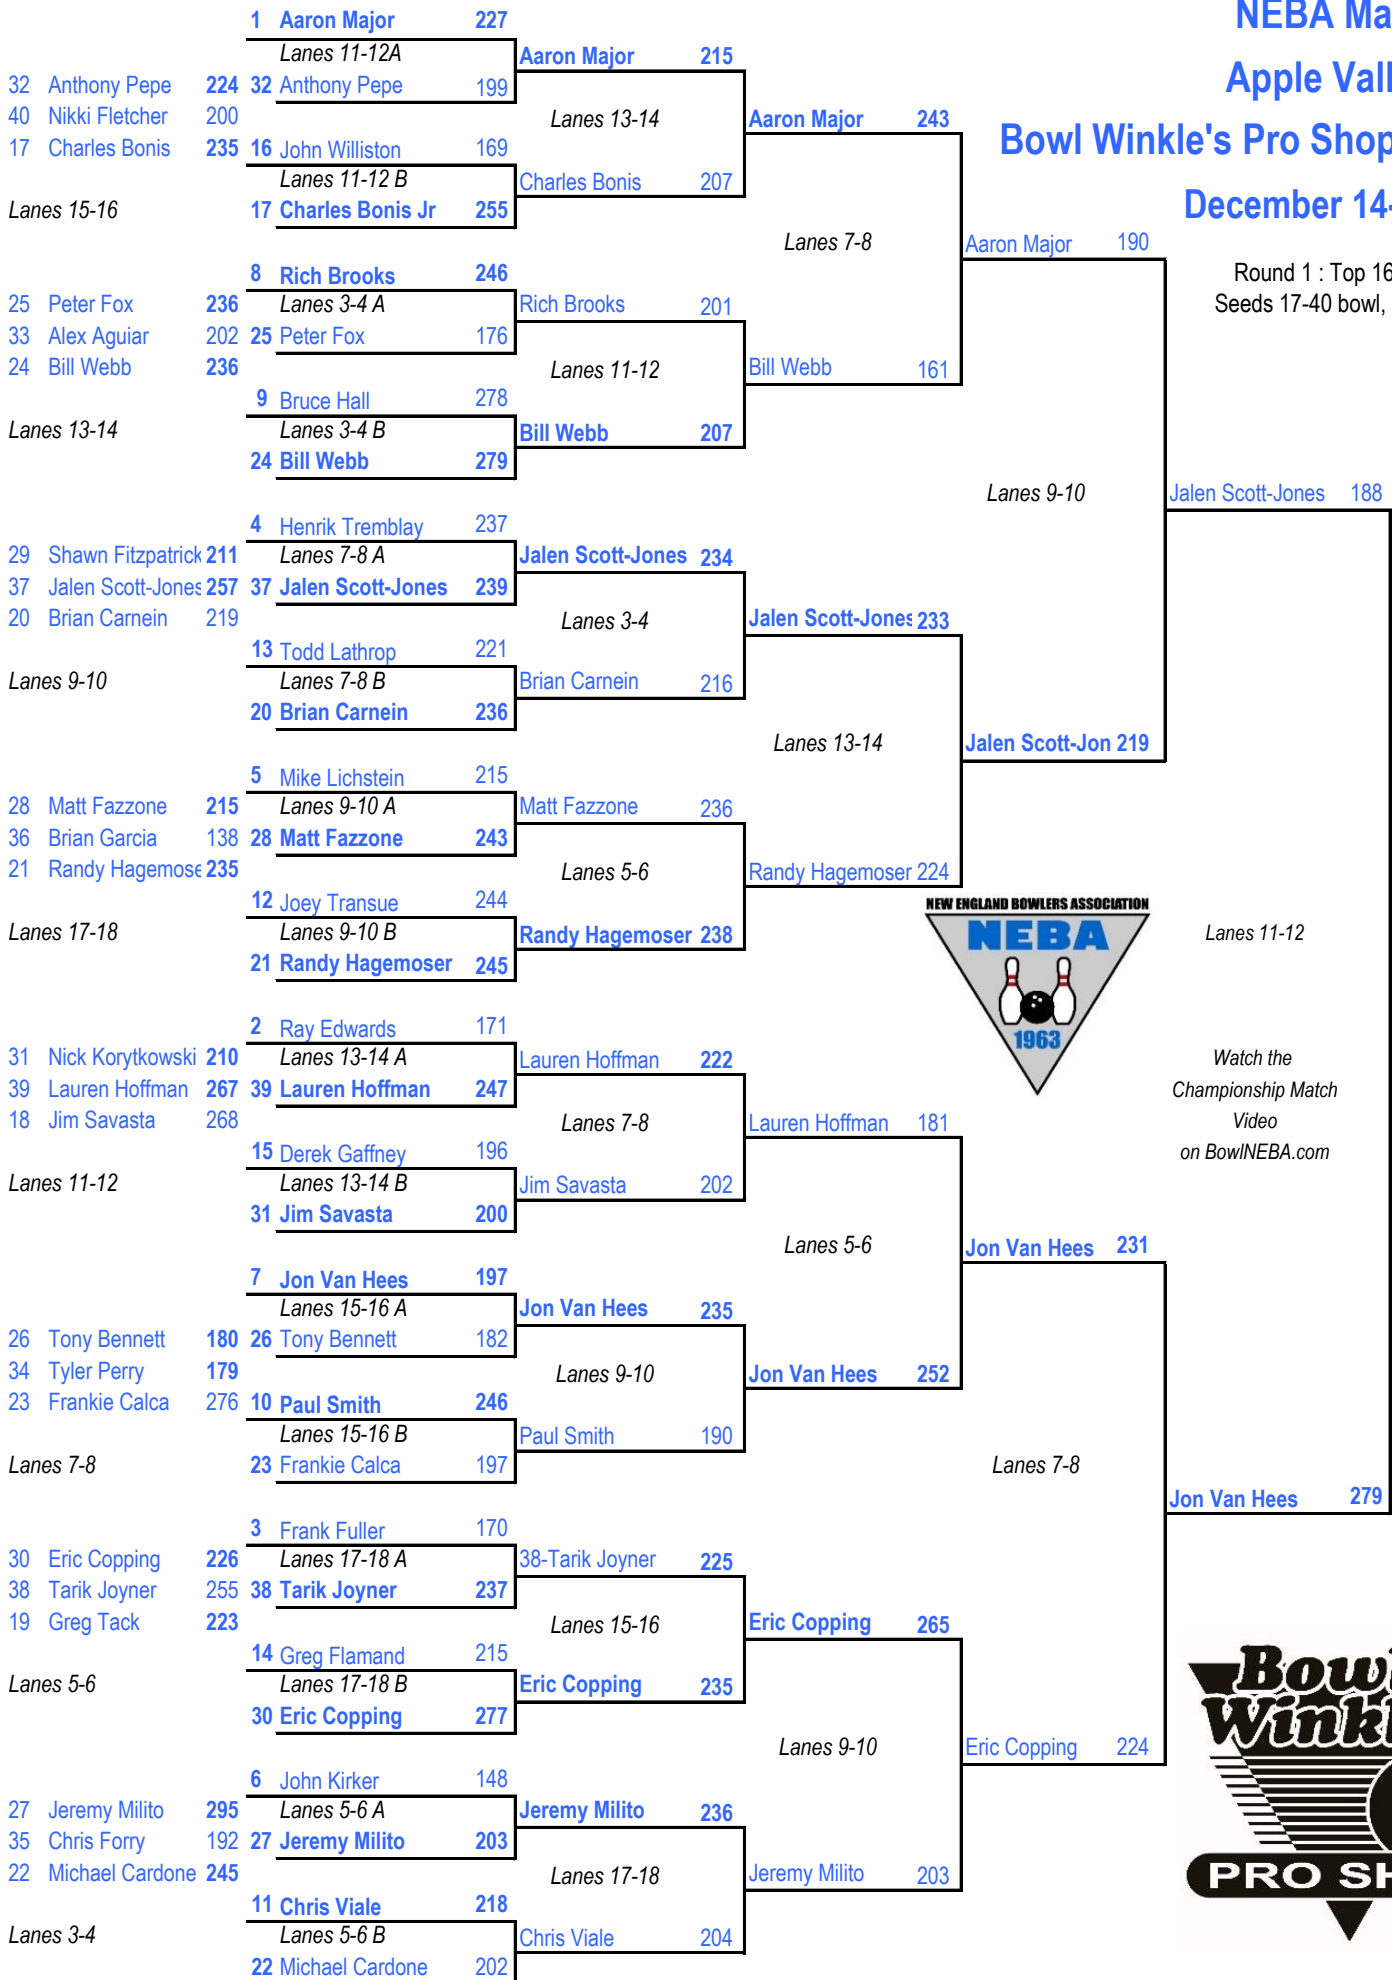 NEBA Ma
Apple Vall
Bowl Winkle's Pro Shop
December 14-
Round 1 : Top 16
Seeds 17-40 bowl,
1 Aaron Major 227
Lanes 11-12A
32 Anthony Pepe 224 32 Anthony Pepe 199
40 Nikki Fletcher 200
17 Charles Bonis 235 16 John Williston 169
Lanes 11-12 B
Lanes 15-16 17 Charles Bonis Jr 255
8 Rich Brooks 246
25 Peter Fox 236 Lanes 3-4 A
33 Alex Aguiar 202 25 Peter Fox 176
24 Bill Webb 236
9 Bruce Hall 278
Lanes 13-14 Lanes 3-4 B
24 Bill Webb 279
4 Henrik Tremblay 237
29 Shawn Fitzpatrick 211 Lanes 7-8 A
37 Jalen Scott-Jones 257 37 Jalen Scott-Jones 239
20 Brian Carnein 219
13 Todd Lathrop 221
Lanes 9-10 Lanes 7-8 B
20 Brian Carnein 236
5 Mike Lichstein 215
28 Matt Fazzone 215 Lanes 9-10 A
36 Brian Garcia 138 28 Matt Fazzone 243
21 Randy Hagemose 235
12 Joey Transue 244
Lanes 17-18 Lanes 9-10 B
21 Randy Hagemoser 245
2 Ray Edwards 171
31 Nick Korytkowski 210 Lanes 13-14 A
39 Lauren Hoffman 267 39 Lauren Hoffman 247
18 Jim Savasta 268
15 Derek Gaffney 196
Lanes 11-12 Lanes 13-14 B
31 Jim Savasta 200
7 Jon Van Hees 197
Lanes 15-16 A
26 Tony Bennett 180 26 Tony Bennett 182
34 Tyler Perry 179
23 Frankie Calca 276 10 Paul Smith 246
Lanes 15-16 B
Lanes 7-8 23 Frankie Calca 197
3 Frank Fuller 170
30 Eric Copping 226 Lanes 17-18 A
38 Tarik Joyner 255 38 Tarik Joyner 237
19 Greg Tack 223
14 Greg Flamand 215
Lanes 5-6 Lanes 17-18 B
30 Eric Copping 277
6 John Kirker 148
27 Jeremy Milito 295 Lanes 5-6 A
35 Chris Forry 192 27 Jeremy Milito 203
22 Michael Cardone 245
11 Chris Viale 218
Lanes 3-4 Lanes 5-6 B
22 Michael Cardone 202
Aaron Major 215
Lanes 13-14
Charles Bonis 207
Rich Brooks 201
Lanes 11-12
Bill Webb 207
Jalen Scott-Jones 234
Lanes 3-4
Brian Carnein 216
Matt Fazzone 236
Lanes 5-6
Randy Hagemoser 238
Lauren Hoffman 222
Lanes 7-8
Jim Savasta 202
Jon Van Hees 235
Lanes 9-10
Paul Smith 190
38-Tarik Joyner 225
Lanes 15-16
Eric Copping 235
Jeremy Milito 236
Lanes 17-18
Chris Viale 204
Aaron Major 243
Lanes 7-8
Bill Webb 161
Jalen Scott-Jones 233
Lanes 13-14
Randy Hagemoser 224
Lauren Hoffman 181
Lanes 5-6
Jon Van Hees 252
Eric Copping 265
Lanes 9-10
Jeremy Milito 203
Aaron Major 190
Lanes 9-10
Jalen Scott-Jon 219
Jon Van Hees 231
Lanes 7-8
Eric Copping 224
Jalen Scott-Jones 188
Lanes 11-12
Jon Van Hees 279
NEW ENGLAND BOWLERS ASSOCIATION
NEBA
1963
Watch the
Championship Match
Video
on BowlNEBA.com
Bowl
Winkl
PRO SH